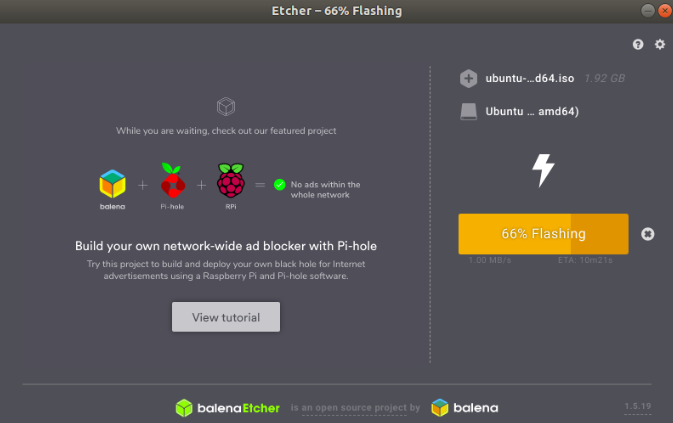 Etcher – 66% Flashing
ubuntu-...d64.iso 1.92 GB
Ubuntu ... amd64)
While you are waiting, check out our featured project
balena + Pi-hole + RPi = No ads within the
whole network
66% Flashing
1.00 MB/s ETA: 10m21s
Build your own network-wide ad blocker with Pi-hole
Try this project to build and deploy your own black hole for Internet
advertisements using a Raspberry Pi and Pi-hole software.
View tutorial
balenaEtcher is an open source project by balena 1.5.19